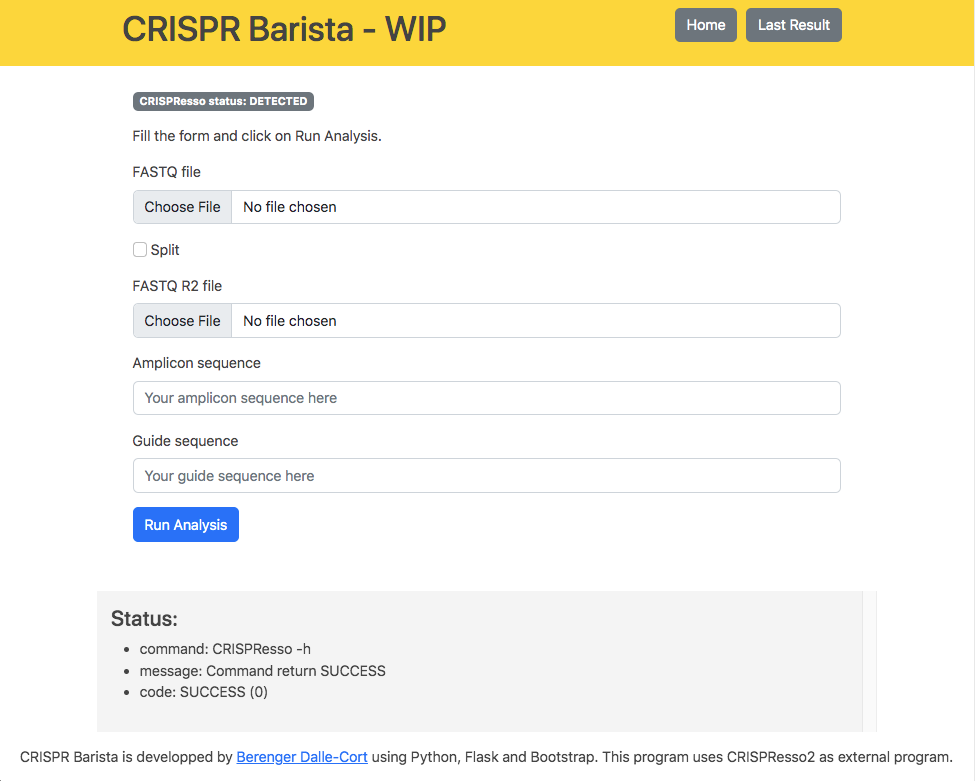 CRISPR Barista - WIP
Home
Last Result
CRISPResso status: DETECTED
Fill the form and click on Run Analysis.
FASTQ file
Choose File No file chosen
Split
FASTQ R2 file
Choose File No file chosen
Amplicon sequence
Your amplicon sequence here
Guide sequence
Your guide sequence here
Run Analysis
Status:
• command: CRISPResso -h
• message: Command return SUCCESS
• code: SUCCESS (0)
CRISPR Barista is developped by Berenger Dalle-Cort using Python, Flask and Bootstrap. This program uses CRISPResso2 as external program.